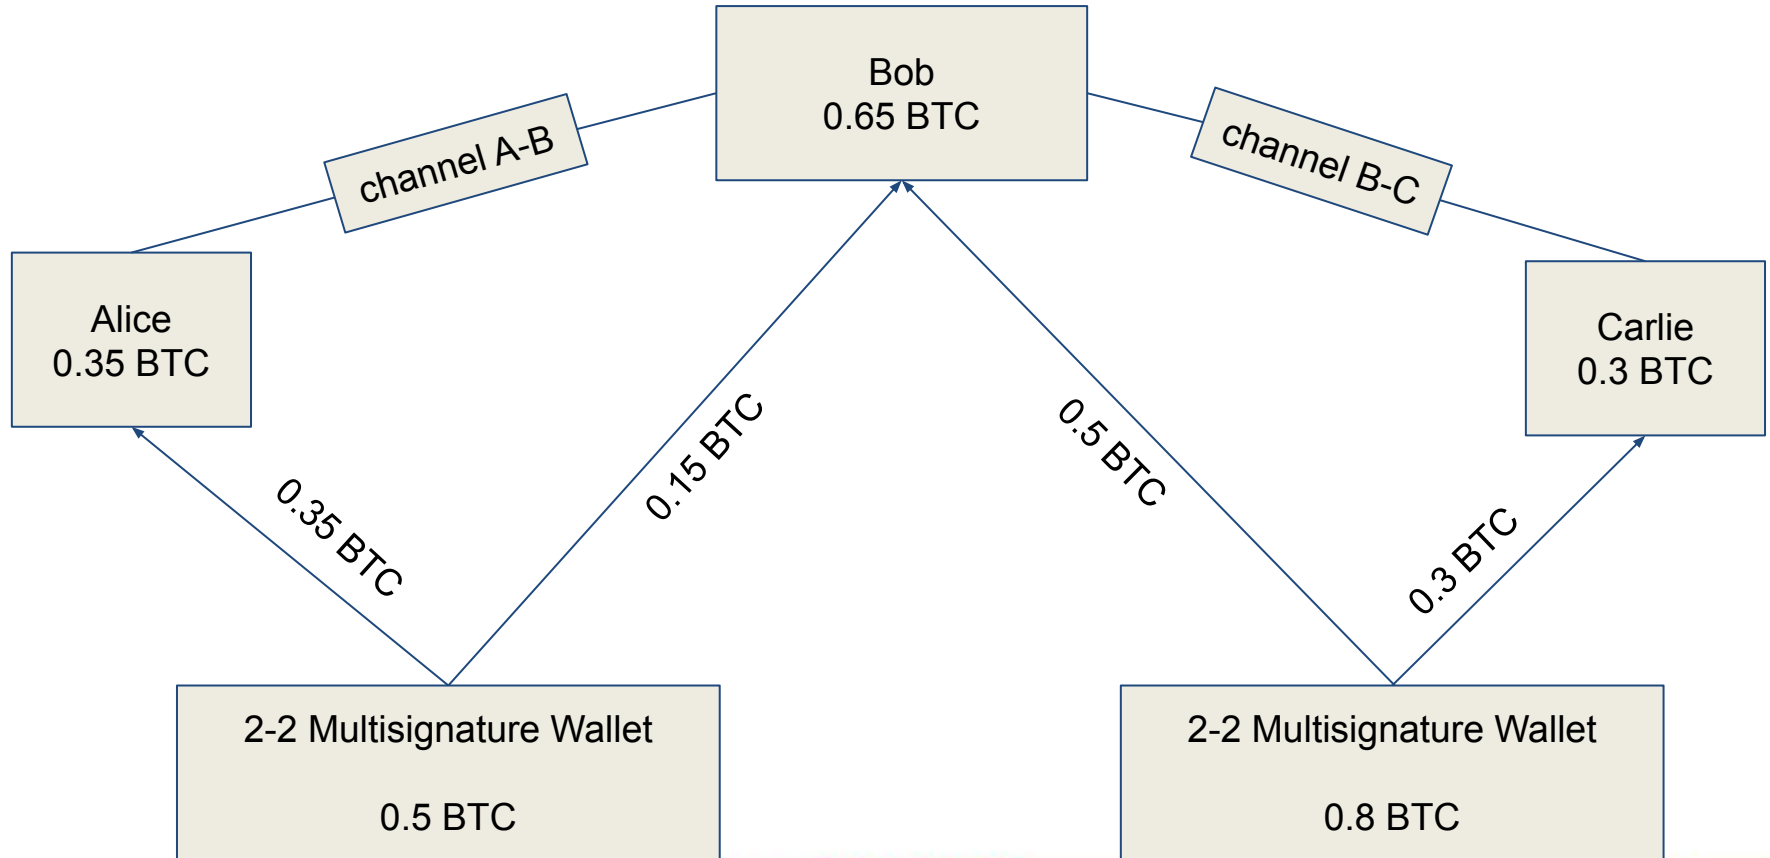 Bob
0.65 BTC
channel A-B
channel B-C
Alice
0.35 BTC
Carlie
0.3 BTC
0.35 BTC
0.15 BTC
0.5 BTC
0.3 BTC
2-2 Multisignature Wallet
0.5 BTC
2-2 Multisignature Wallet
0.8 BTC